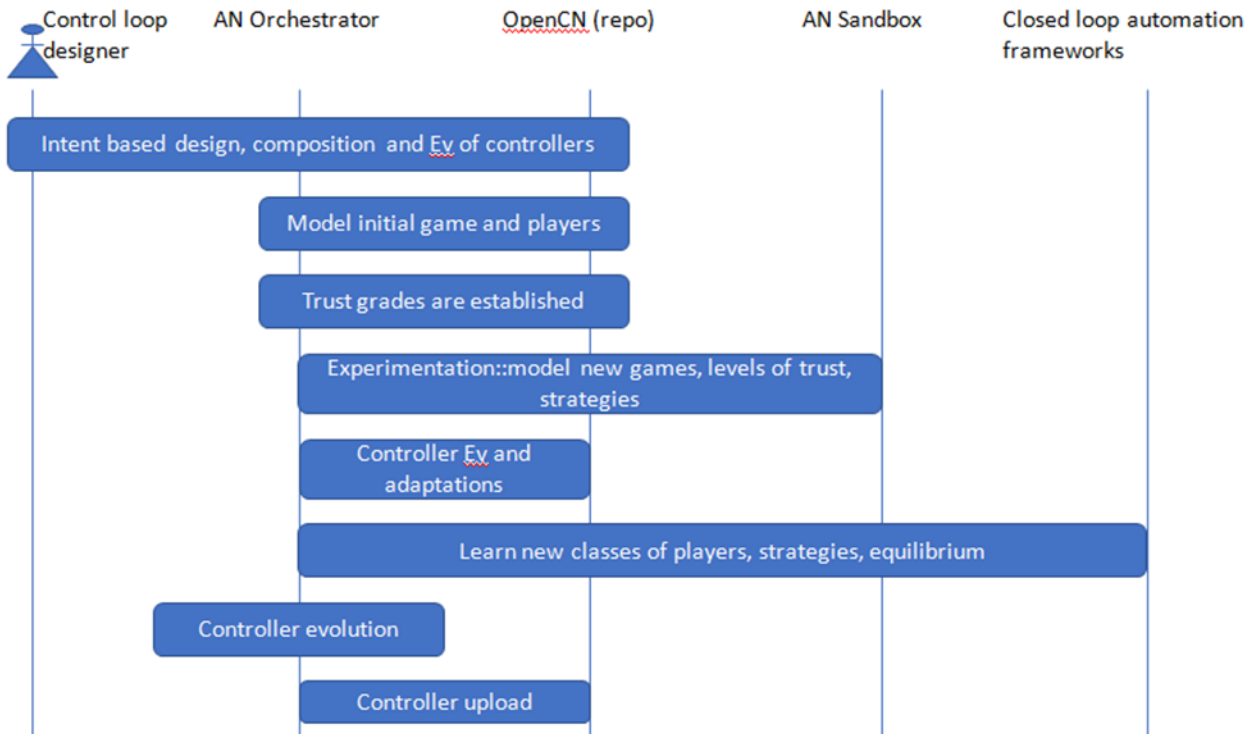 Control loop
designer
AN Orchestrator
OpenCN (repo)
AN Sandbox
Closed loop automation
frameworks
Intent based design, composition and Ev of controllers
Model initial game and players
Trust grades are established
Experimentation::model new games, levels of trust,
strategies
Controller Ev and
adaptations
Learn new classes of players, strategies, equilibrium
Controller evolution
Controller upload